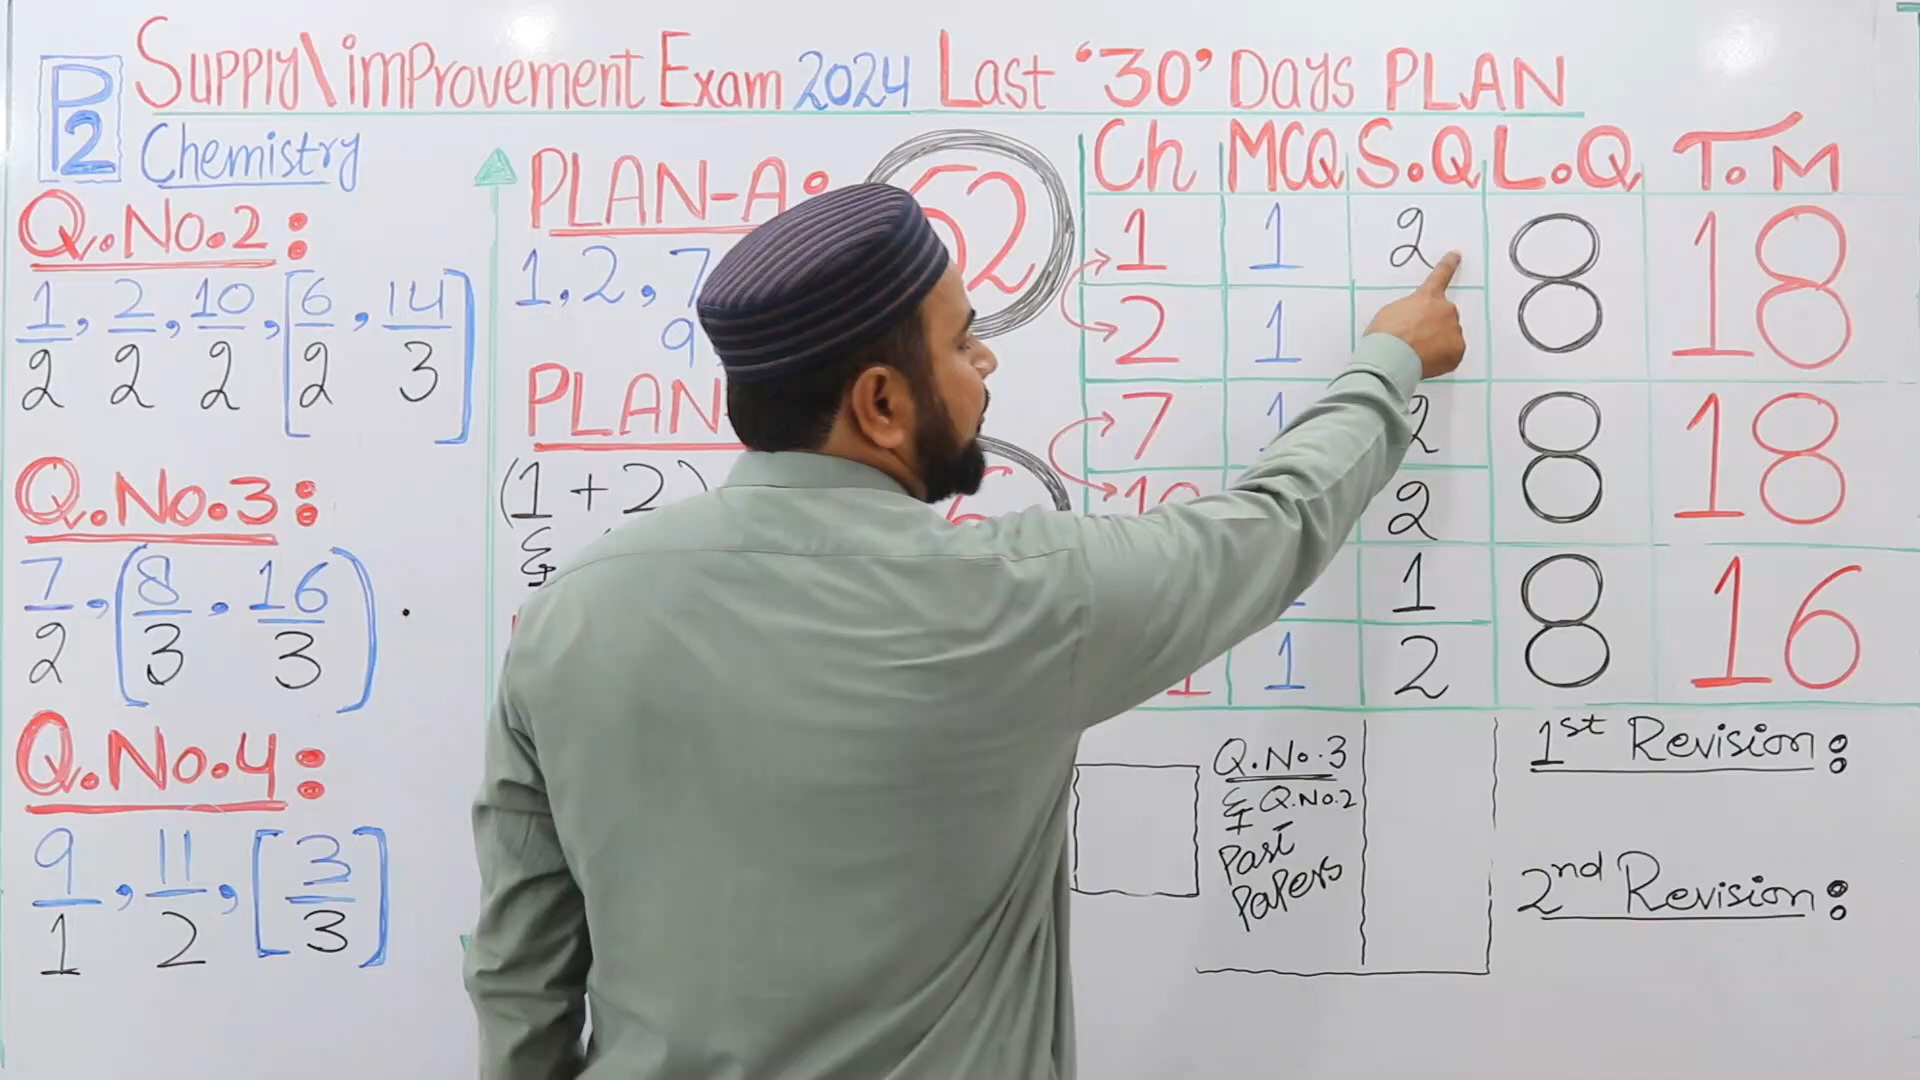 P2
Supply\improvement Exam 2024 Last '30' Days PLAN
Chemistry
Q.No.2:
1/2, 2/2, 10/2, [6/2, 14/3]
Q.No.3:
7/2, (8/3, 16/3)
Q.No.4:
9/1, 11/2, [3/3]
PLAN-A:
1,2,7
9
PLAN
(1+2)
&
Ch MCQ S.Q L.Q T.M
1 1 2 8 18
2 1
7 1 2 8 18
10 2
1 8 16
1 1 2
Q.No.3
& Q.No.2
Past
Papers
1st Revision:
2nd Revision: